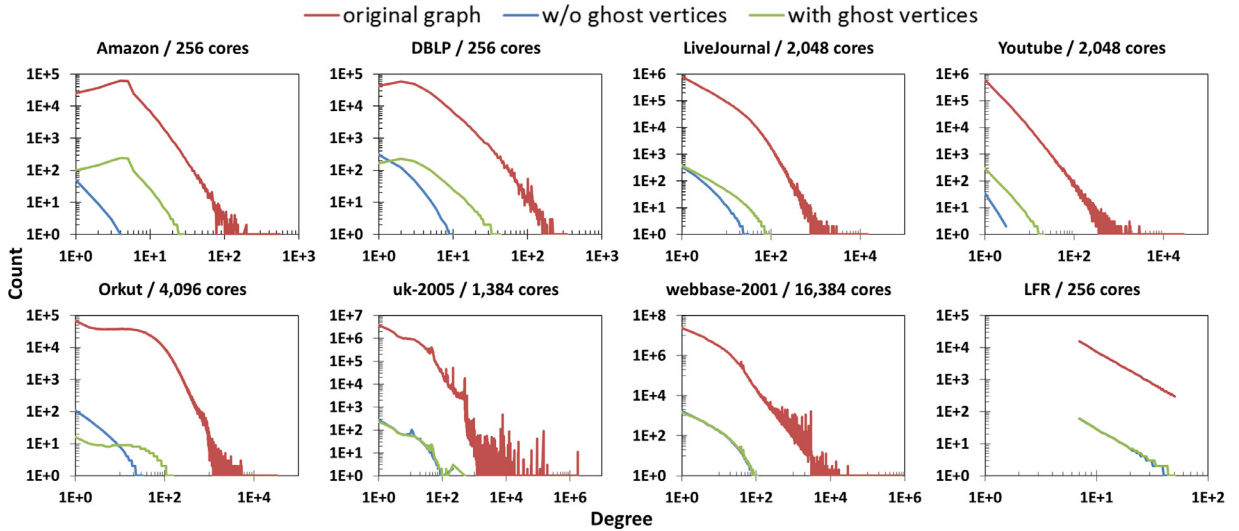 original graph w/o ghost vertices with ghost vertices
Amazon / 256 cores
1E+5
1E+4
1E+3
1E+2
1E+1
1E+0
1E+0 1E+1 1E+2 1E+3
DBLP / 256 cores
1E+5
1E+4
1E+3
1E+2
1E+1
1E+0
1E+0 1E+1 1E+2 1E+3
LiveJournal / 2,048 cores
1E+6
1E+5
1E+4
1E+3
1E+2
1E+1
1E+0
1E+0 1E+2 1E+4
Youtube / 2,048 cores
1E+6
1E+5
1E+4
1E+3
1E+2
1E+1
1E+0
1E+0 1E+2 1E+4
Count
Orkut / 4,096 cores
1E+5
1E+4
1E+3
1E+2
1E+1
1E+0
1E+0 1E+2 1E+4
uk-2005 / 1,384 cores
1E+7
1E+6
1E+5
1E+4
1E+3
1E+2
1E+1
1E+0
1E+0 1E+2 1E+4 1E+6
webbase-2001 / 16,384 cores
1E+8
1E+6
1E+4
1E+2
1E+0
1E+0 1E+2 1E+4 1E+6
LFR / 256 cores
1E+5
1E+4
1E+3
1E+2
1E+1
1E+0
1E+0 1E+1 1E+2
Degree